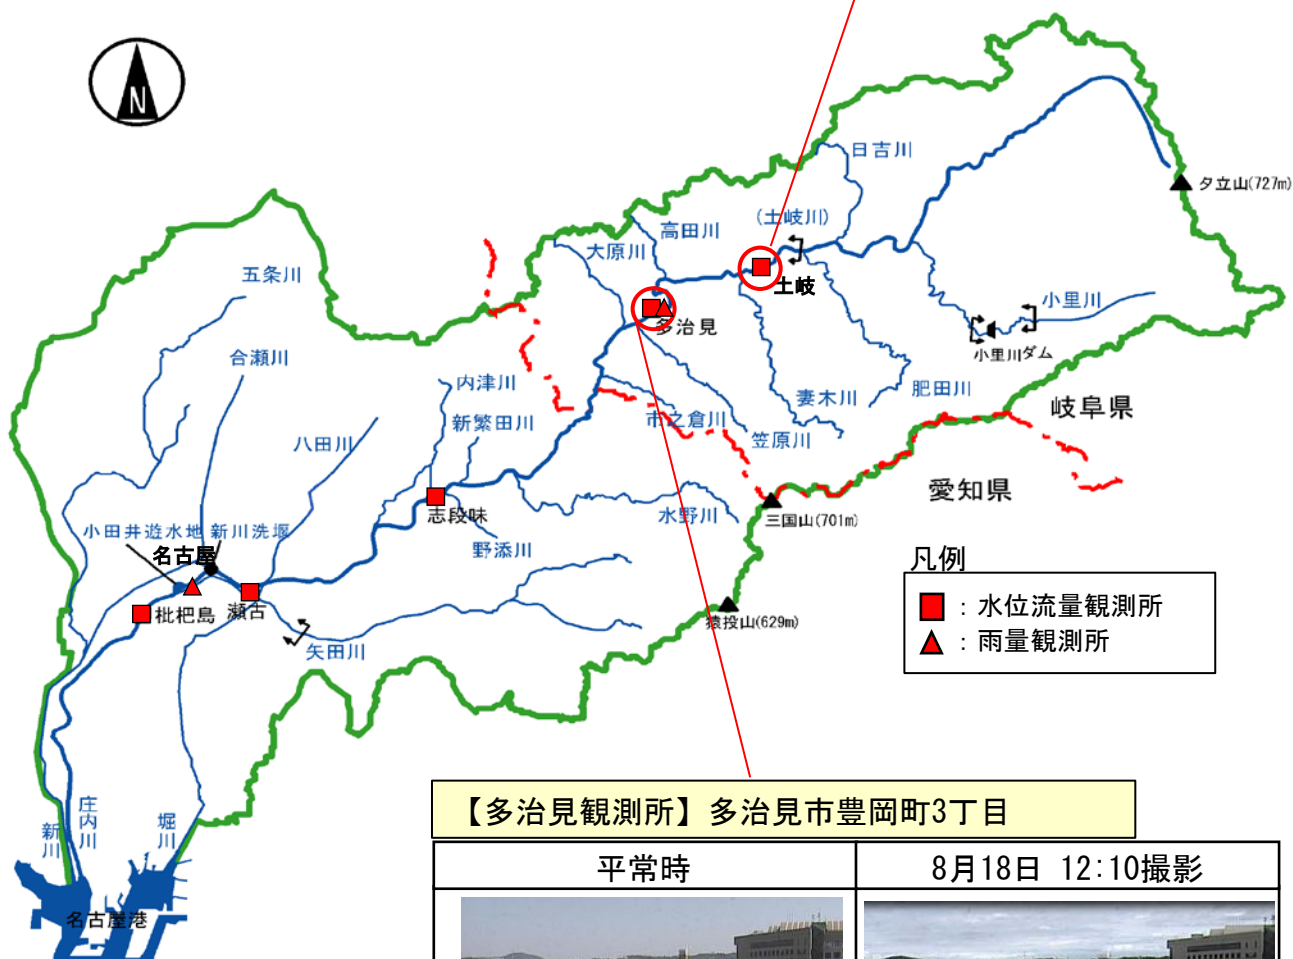 N
日吉川
夕立山(727m)
(土岐川)
高田川
大原川
五条川
土岐
小里川
多治見
小里川ダム
合瀬川
内津川
肥田川
妻木川
岐阜県
新繁田川
市之倉川
笠原川
八田川
愛知県
志段味
水野川
三国山(701m)
小田井遊水地 新川洗堰
野添川
名古屋
凡例
:水位流量観測所
枇杷島
瀬古
猿投山(629m)
:雨量観測所
矢田川
【多治見観測所】多治見市豊岡町3丁目
庄内川
新川
堀川
平常時
8月18日 12:10撮影
名古屋港